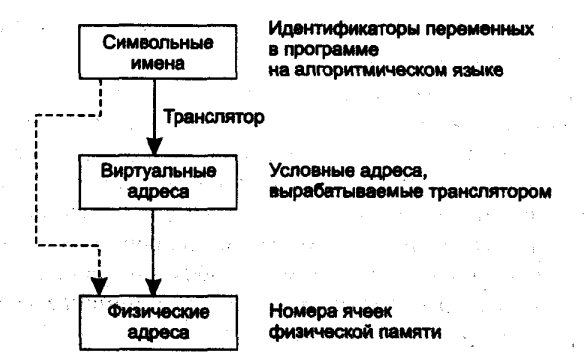 Символьные
имена
Идентификаторы переменных
в программе
на алгоритмическом языке
Транслятор
Виртуальные
адреса
Условные адреса,
вырабатываемые транслятором
Физические
адреса
Номера ячеек
физической памяти